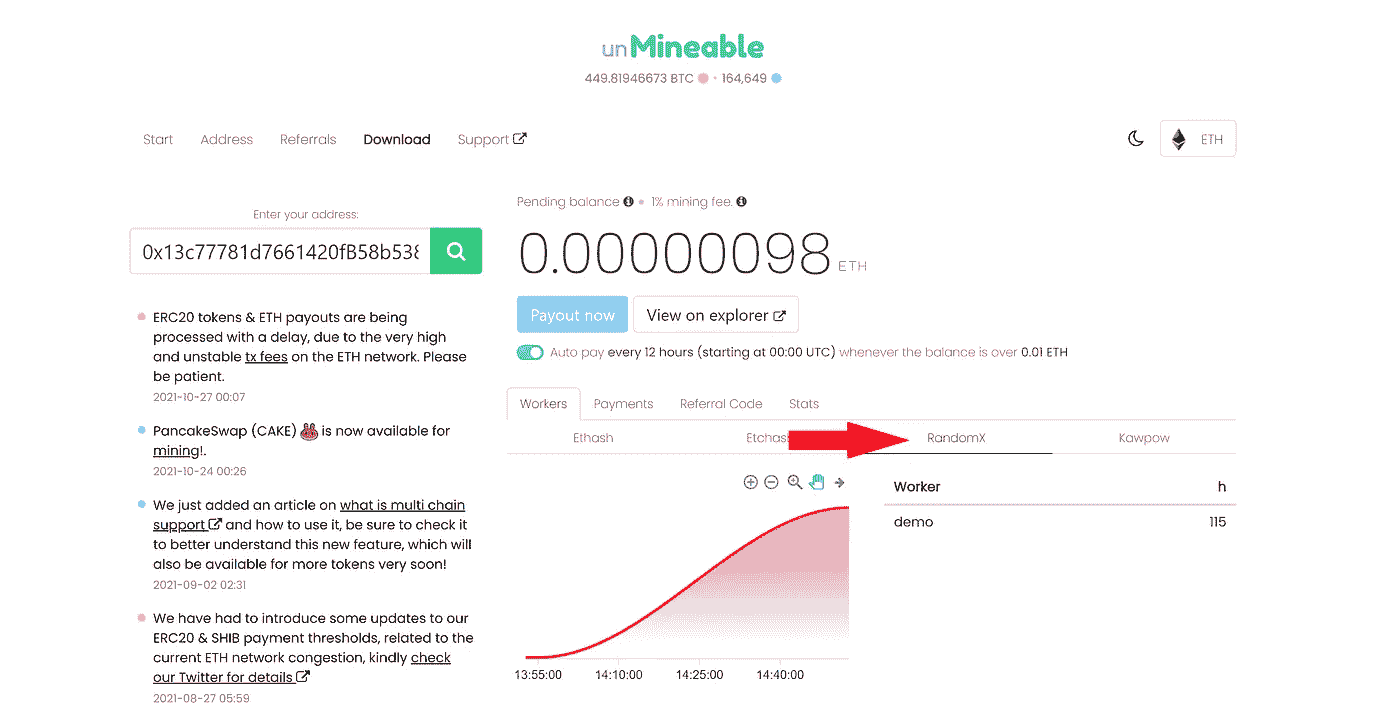 unMineable
449.81946673 BTC • 164,649
Start Address Referrals Download Support
ETH
Enter your address:
0x13c77781d7661420fB58b538
ERC20 tokens & ETH payouts are being
processed with a delay, due to the very high
and unstable tx fees on the ETH network. Please
be patient.
2021-10-27 00:07
PancakeSwap (CAKE) is now available for
mining!.
2021-10-24 00:26
We just added an article on what is multi chain
support and how to use it, be sure to check it
to better understand this new feature, which will
also be available for more tokens very soon!
2021-09-02 02:31
We have had to introduce some updates to our
ERC20 & SHIB payment thresholds, related to the
current ETH network congestion, kindly check
our Twitter for details
2021-08-27 05:59
Pending balance • 1% mining fee.
0.00000098 ETH
Payout now View on explorer
Auto pay every 12 hours (starting at 00:00 UTC) whenever the balance is over 0.01 ETH
Workers Payments Referral Code Stats
Ethash RandomX Kawpow
Worker h
demo 115
13:55:00 14:10:00 14:25:00 14:40:00